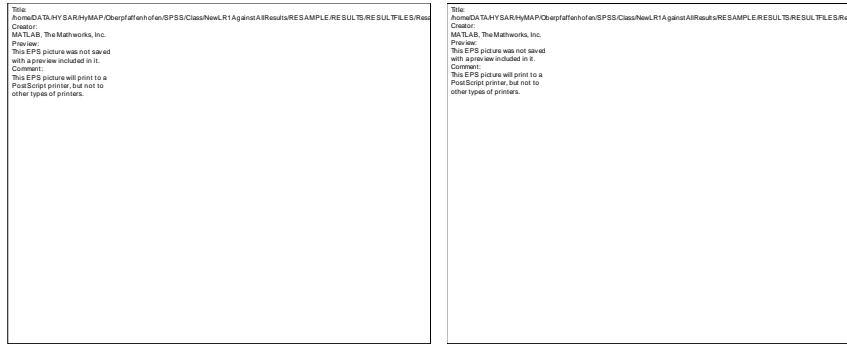 Title:
/home/DATA/HYSAR/HyMAP/Oberpfaffenhofen/SPSS/Class/NewLR1AgainstAllResults/RESAMPLE/RESULTS/RESULTFILES/Resa
Creator:
MATLAB, The Mathworks, Inc.
Preview:
This EPS picture was not saved
with a preview included in it.
Comment:
This EPS picture will print to a
PostScript printer, but not to
other types of printers.
Title:
/home/DATA/HYSAR/HyMAP/Oberpfaffenhofen/SPSS/Class/NewLR1AgainstAllResults/RESAMPLE/RESULTS/RESULTFILES/Re
Creator:
MATLAB, The Mathworks, Inc.
Preview:
This EPS picture was not saved
with a preview included in it.
Comment:
This EPS picture will print to a
PostScript printer, but not to
other types of printers.